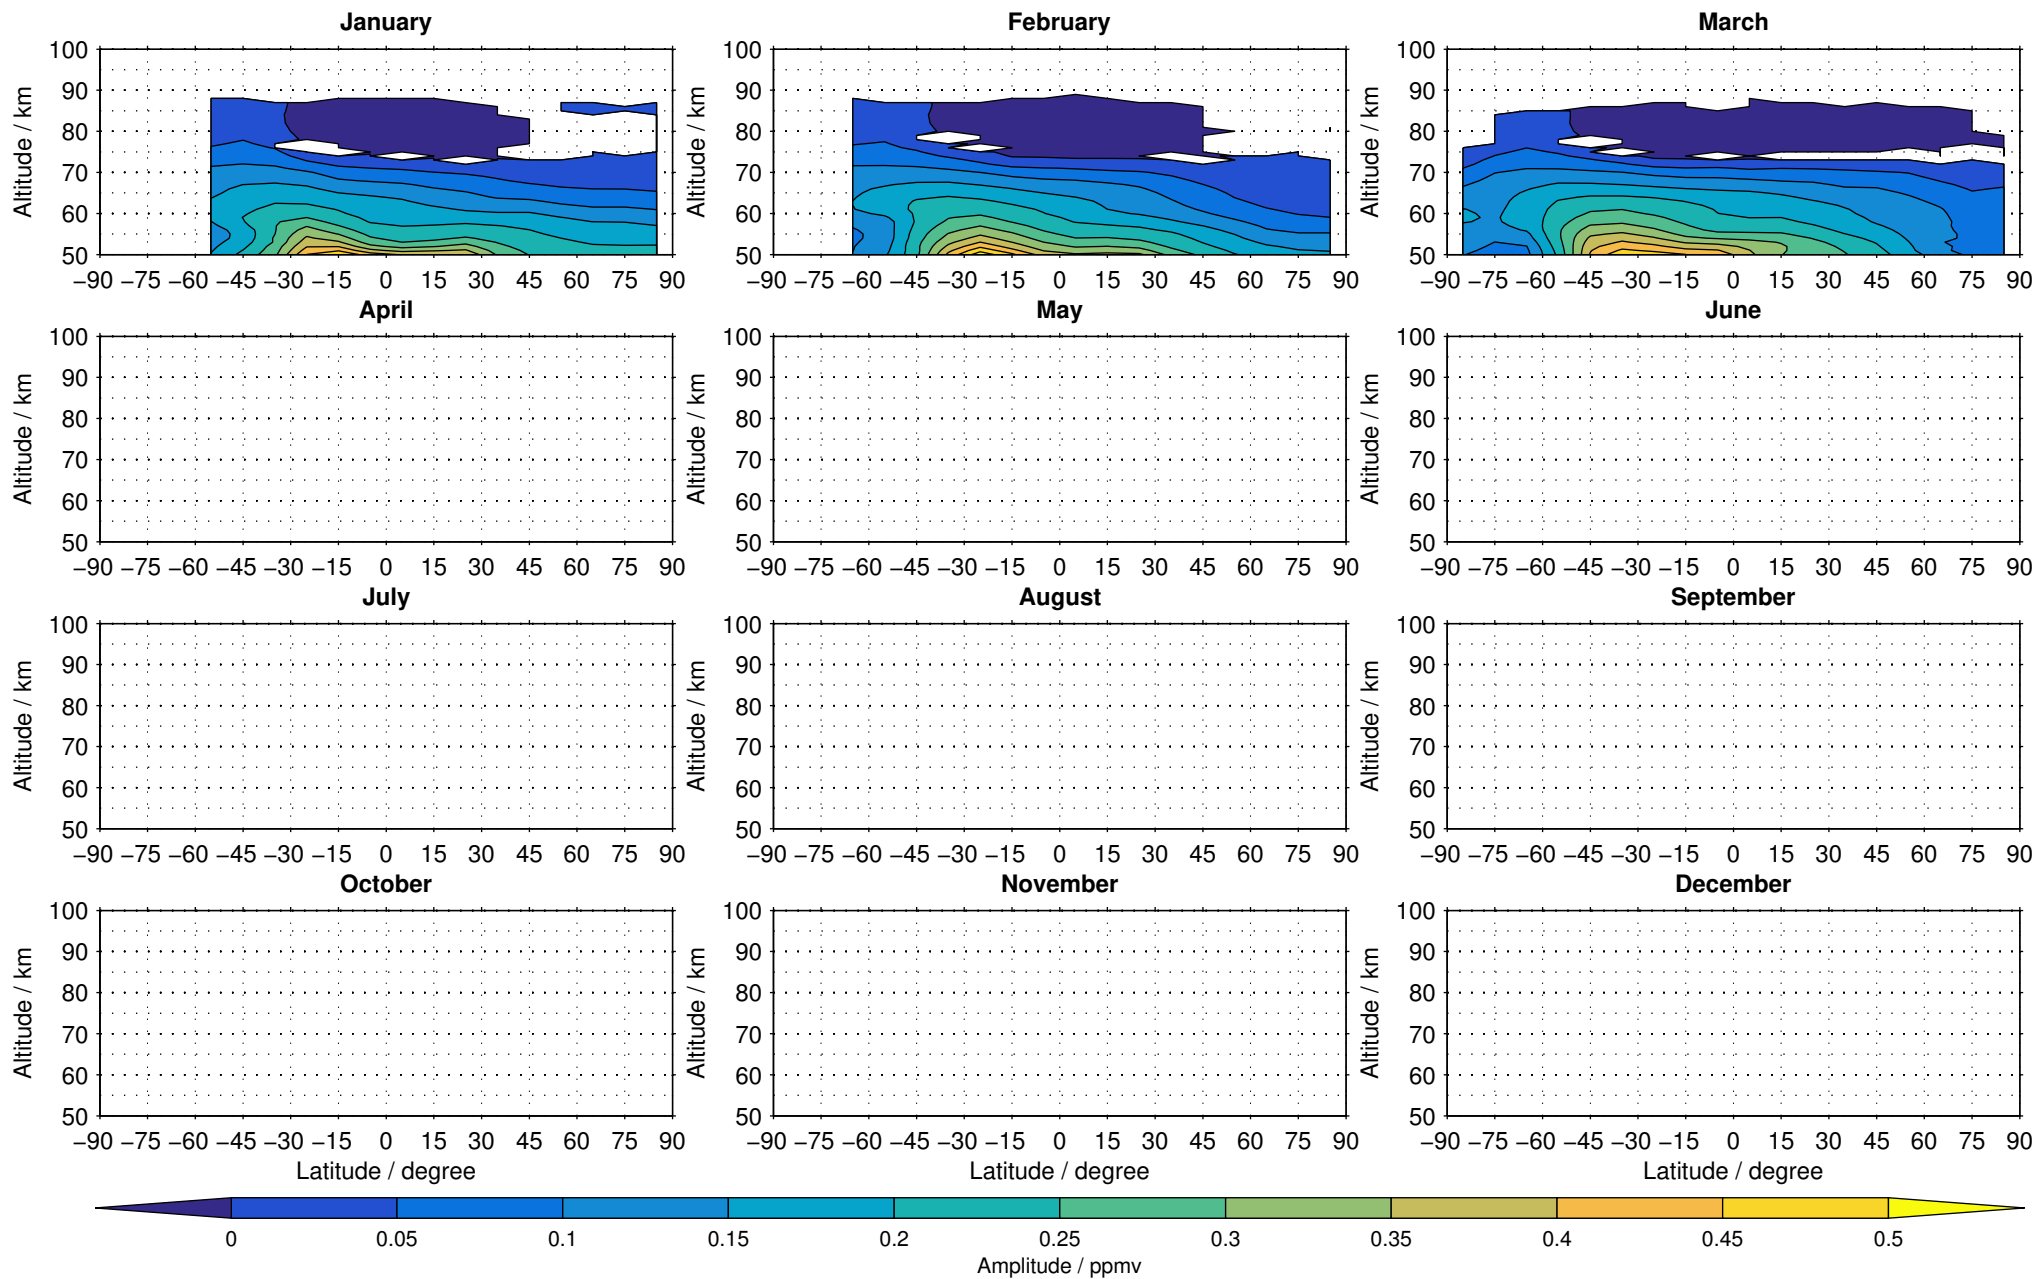 January February March
100 100 100
90 90 90
80 80 80
70 70 70
60 60 60
50 50 50
Altitude / km Altitude / km Altitude / km
−90 −75 −60 −45 −30 −15 0 15 30 45 60 75 90 −90 −75 −60 −45 −30 −15 0 15 30 45 60 75 90 −90 −75 −60 −45 −30 −15 0 15 30 45 60 75 90
April May June
100 100 100
90 90 90
80 80 80
70 70 70
60 60 60
50 50 50
Altitude / km Altitude / km Altitude / km
−90 −75 −60 −45 −30 −15 0 15 30 45 60 75 90 −90 −75 −60 −45 −30 −15 0 15 30 45 60 75 90 −90 −75 −60 −45 −30 −15 0 15 30 45 60 75 90
July August September
100 100 100
90 90 90
80 80 80
70 70 70
60 60 60
50 50 50
Altitude / km Altitude / km Altitude / km
−90 −75 −60 −45 −30 −15 0 15 30 45 60 75 90 −90 −75 −60 −45 −30 −15 0 15 30 45 60 75 90 −90 −75 −60 −45 −30 −15 0 15 30 45 60 75 90
October November December
100 100 100
90 90 90
80 80 80
70 70 70
60 60 60
50 50 50
Altitude / km Altitude / km Altitude / km
−90 −75 −60 −45 −30 −15 0 15 30 45 60 75 90 −90 −75 −60 −45 −30 −15 0 15 30 45 60 75 90 −90 −75 −60 −45 −30 −15 0 15 30 45 60 75 90
Latitude / degree Latitude / degree Latitude / degree
0 0.05 0.1 0.15 0.2 0.25 0.3 0.35 0.4 0.45 0.5
Amplitude / ppmv